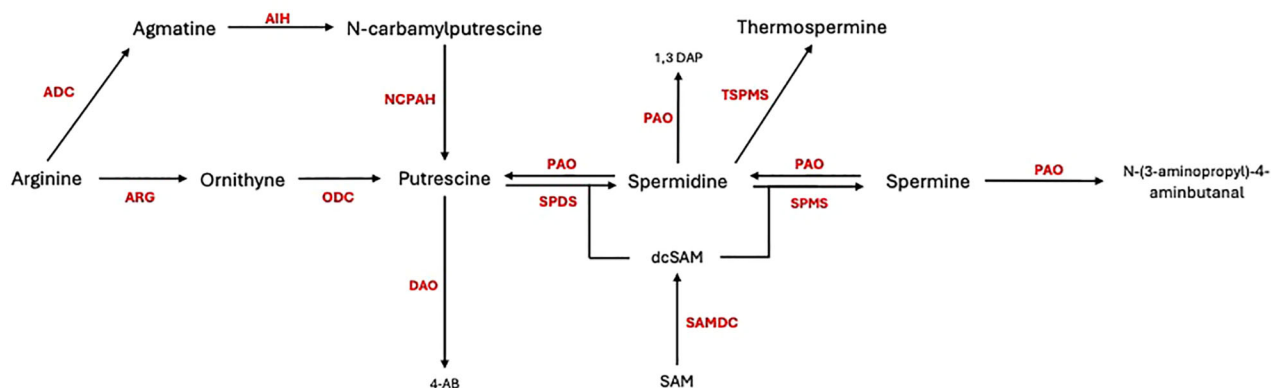 Agmatine
AIH
N-carbamylputrescine
Thermospermine
1,3 DAP
ADC
NCPAH
PAO
TSPMS
Arginine
ARG
Ornithyne
ODC
Putrescine
PAO
SPDS
Spermidine
PAO
SPMS
Spermine
PAO
N-(3-aminopropyl)-4-
aminbutanal
dcSAM
DAO
SAMDC
4-AB
SAM